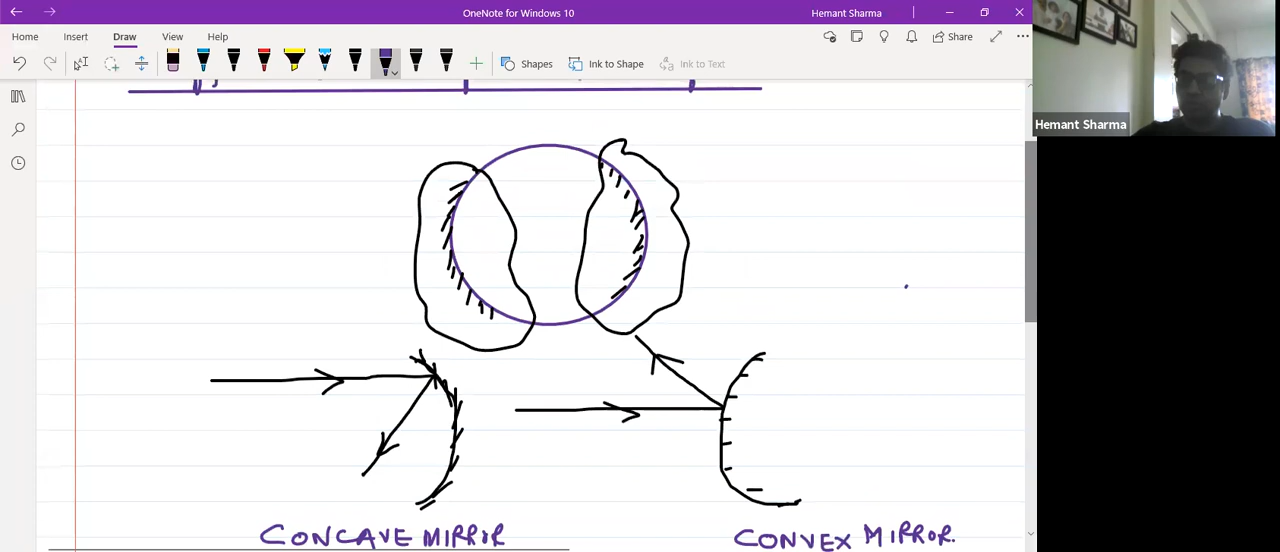 OneNote for Windows 10
Hemant Sharma
Home Insert Draw View Help
Share
Shapes Ink to Shape Ink to Text
Hemant Sharma
CONCAVE MIRROR CONVEX MIRROR.